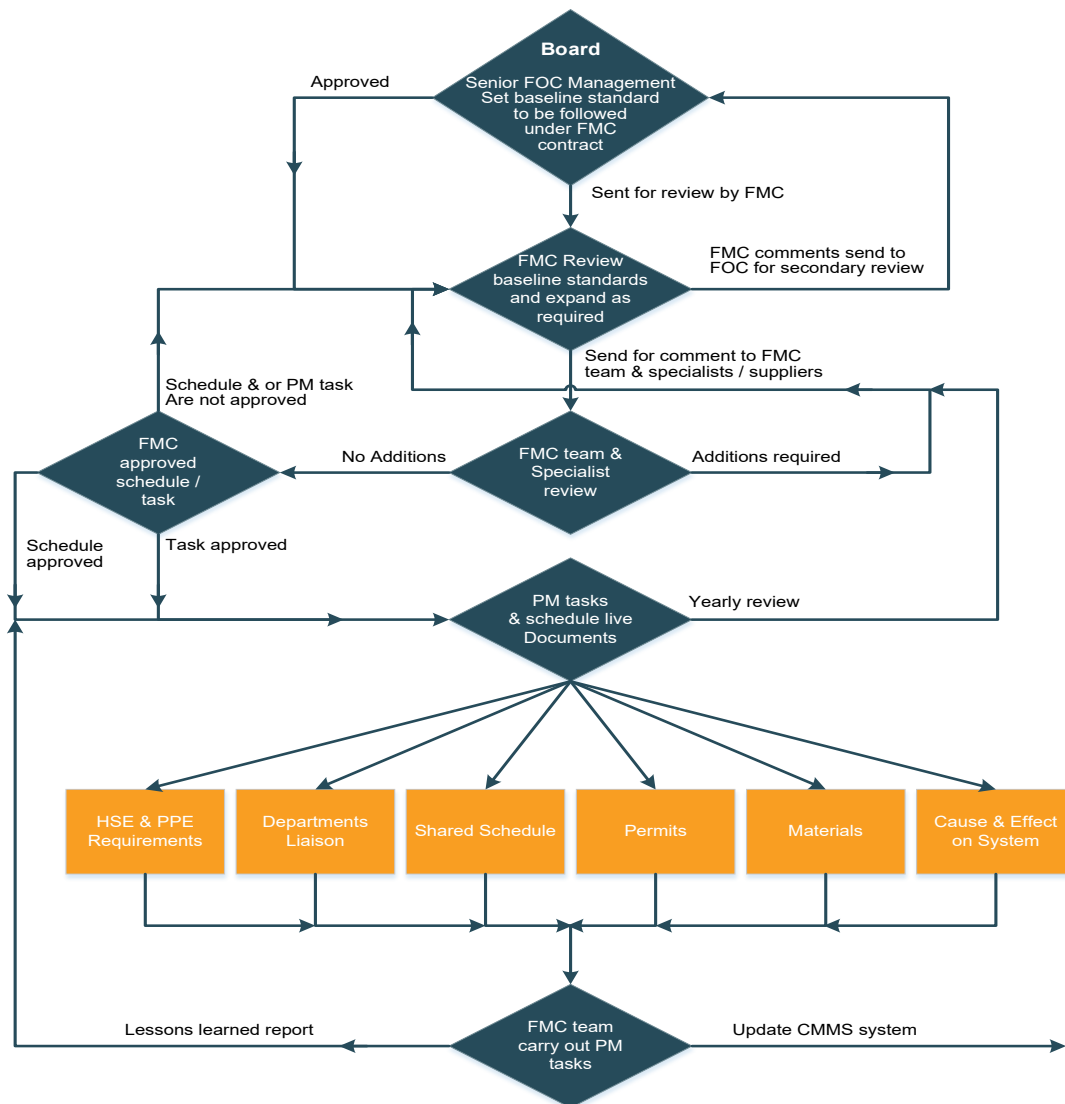 Board
Approved
Senior FOC Management
Set baseline standard
to be followed
under FMC
contract
Sent for review by FMC
FMC Review
baseline standards
and expand as
required
FMC comments send to
FOC for secondary review
Send for comment to FMC
team & specialists / suppliers
Schedule & or PM task
Are not approved
FMC
approved
schedule /
task
No Additions
FMC team &
Specialist
review
Additions required
Schedule
approved
Task approved
PM tasks
& schedule live
Documents
Yearly review
HSE & PPE
Requirements
Departments
Liaison
Shared Schedule
Permits
Materials
Cause & Effect
on System
Lessons learned report
FMC team
carry out PM
tasks
Update CMMS system